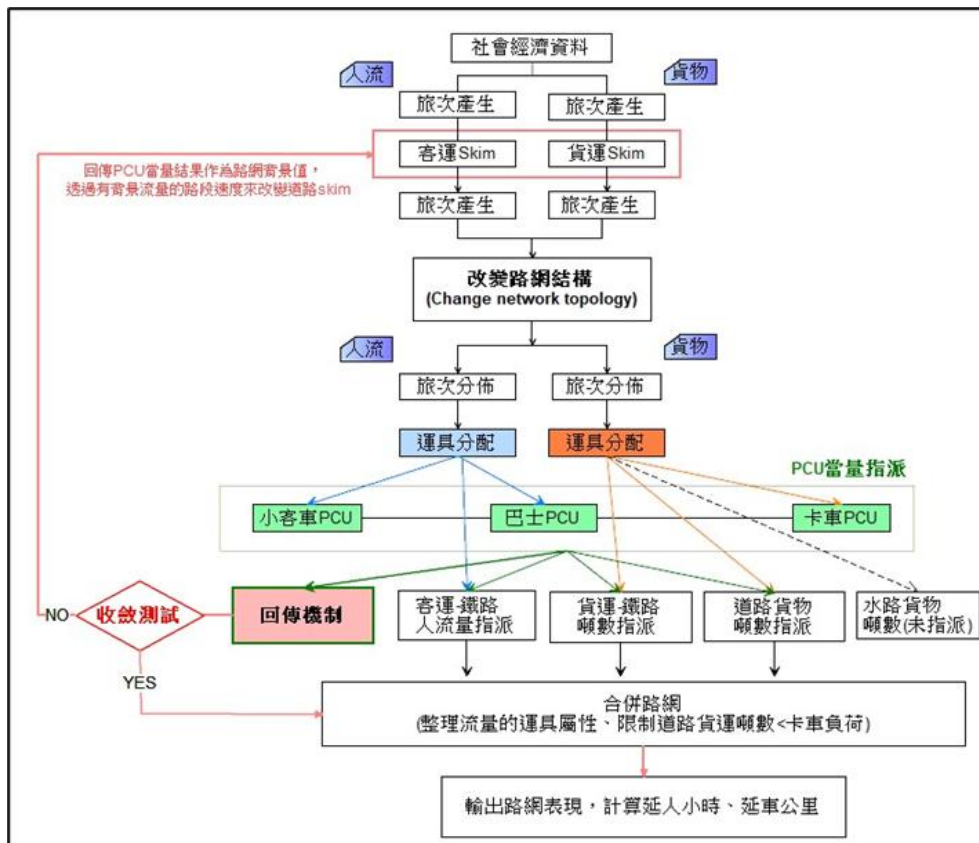 社會經濟資料
人流
貨物
旅次產生
旅次產生
客運Skim
貨運Skim
回傳PCU當量結果作為路網背景值，
透過有背景流量的路段速度來改變道路skim
旅次產生
旅次產生
改變路網結構
(Change network topology)
人流
貨物
旅次分佈
旅次分佈
運具分配
運具分配
PCU當量指派
小客車PCU
巴士PCU
卡車PCU
NO
收斂測試
回傳機制
客運-鐵路
人流量指派
貨運-鐵路
噸數指派
道路貨物
噸數指派
水路貨物
噸數(未指派)
YES
合併路網
(整理流量的運具屬性、限制道路貨運噸數<卡車負荷)
輸出路網表現，計算延人小時、延車公里